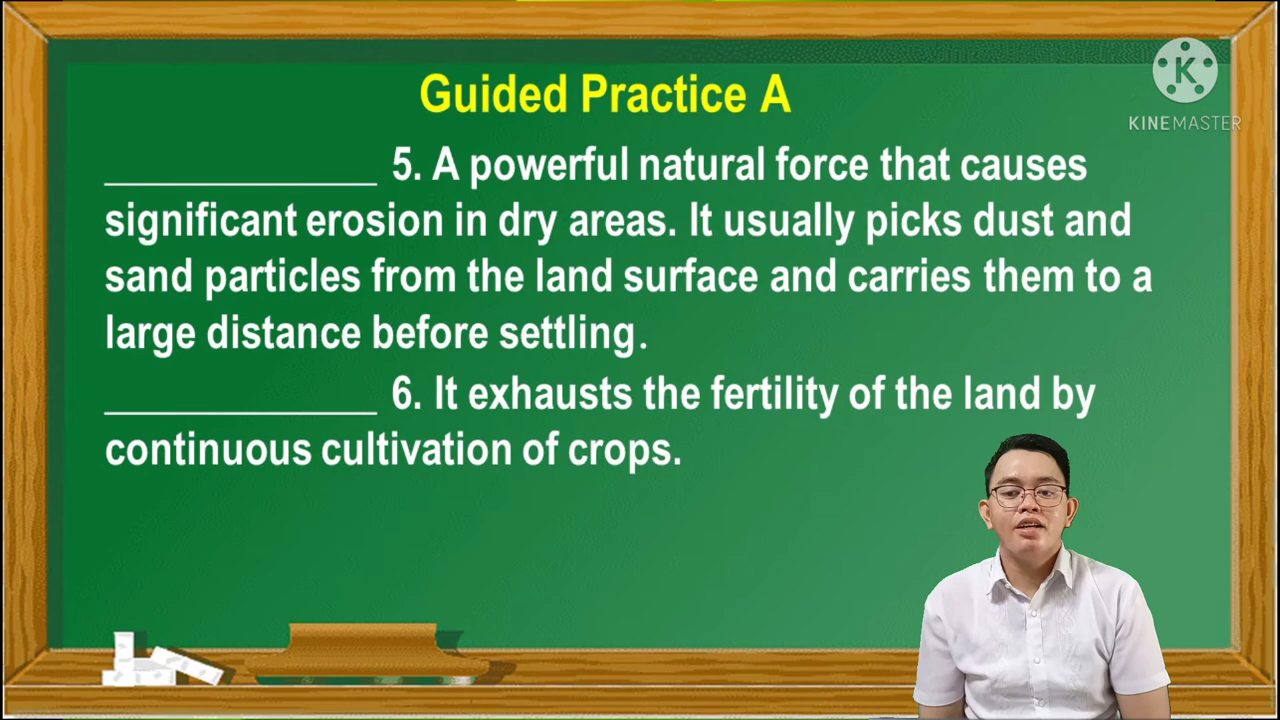 Guided Practice A
K
KINEMASTER
_____________ 5. A powerful natural force that causes
significant erosion in dry areas. It usually picks dust and
sand particles from the land surface and carries them to a
large distance before settling.
_____________ 6. It exhausts the fertility of the land by
continuous cultivation of crops.